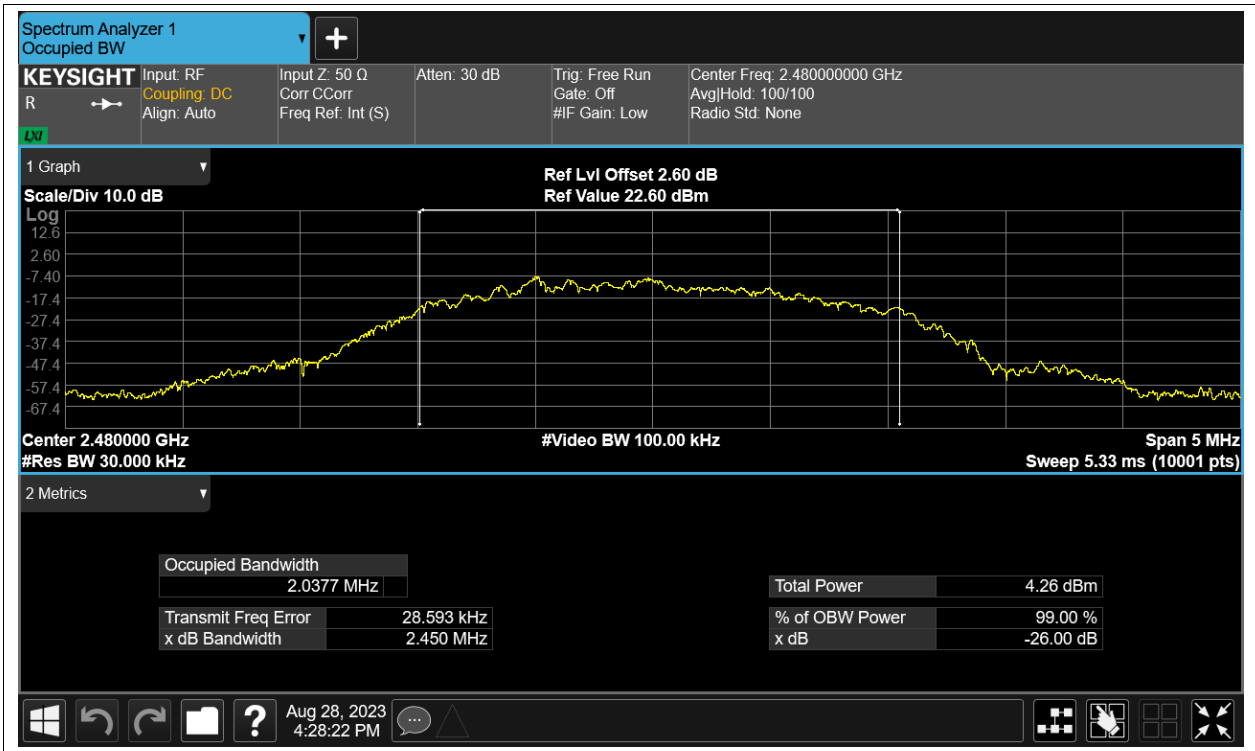 Spectrum Analyzer 1
Occupied BW
KEYSIGHT
R
LXI
Input: RF
Coupling: DC
Align: Auto
Input Z: 50 Ω
Corr CCorr
Freq Ref: Int (S)
Atten: 30 dB
Trig: Free Run
Gate: Off
#IF Gain: Low
Center Freq: 2.480000000 GHz
Avg|Hold: 100/100
Radio Std: None
1 Graph
Scale/Div 10.0 dB
Ref Lvl Offset 2.60 dB
Ref Value 22.60 dBm
Log
12.6
2.60
-7.40
-17.4
-27.4
-37.4
-47.4
-57.4
-67.4
Center 2.480000 GHz
#Res BW 30.000 kHz
#Video BW 100.00 kHz
Span 5 MHz
Sweep 5.33 ms (10001 pts)
2 Metrics
Occupied Bandwidth
2.0377 MHz
Transmit Freq Error 28.593 kHz
x dB Bandwidth 2.450 MHz
Total Power 4.26 dBm
% of OBW Power 99.00 %
x dB -26.00 dB
?
Aug 28, 2023
4:28:22 PM